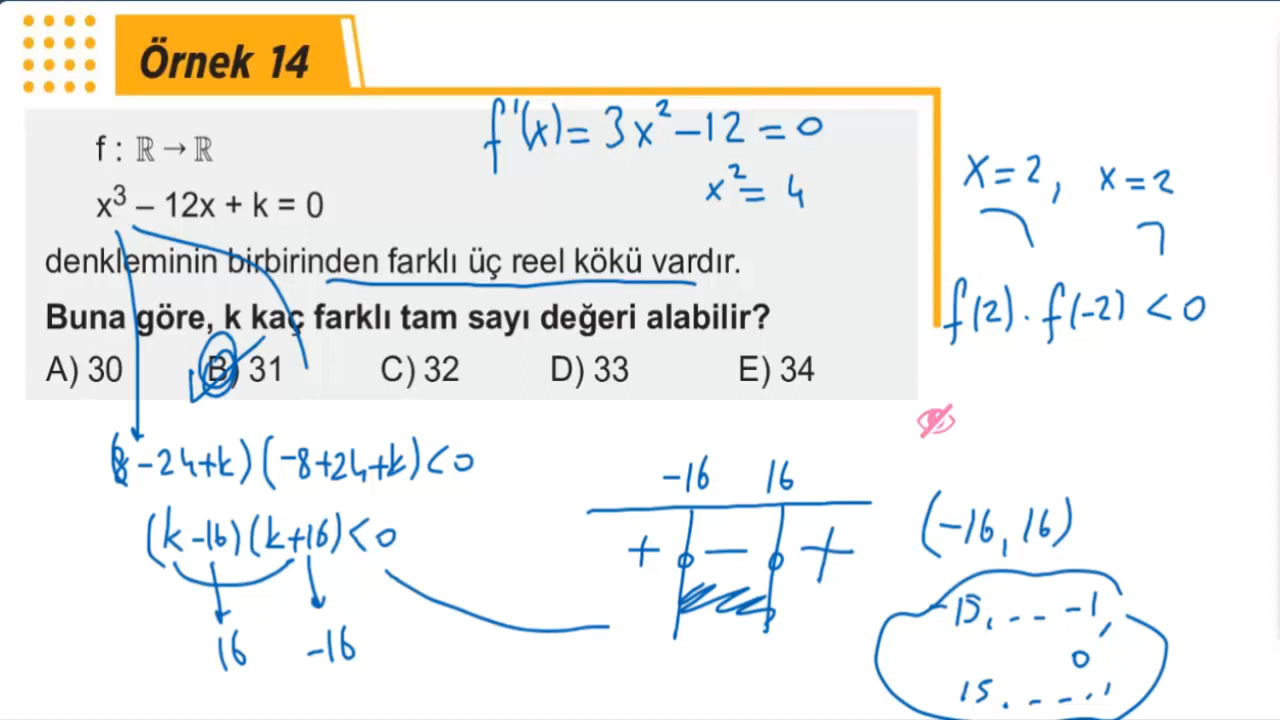 Örnek 14
f : ℝ → ℝ
x³ – 12x + k = 0
denkleminin birbirinden farklı üç reel kökü vardır.
Buna göre, k kaç farklı tam sayı değeri alabilir?
A) 30 B) 31 C) 32 D) 33 E) 34
f'(x) = 3x² – 12 = 0
x² = 4
x = 2, x = 2
f(2) . f(-2) < 0
(8 - 24 + k) (-8 + 24 + k) < 0
(k - 16) (k + 16) < 0
16 -16
-16 16
+ - +
(-16, 16)
-15, . . . -1,
0
15 . . . . ,